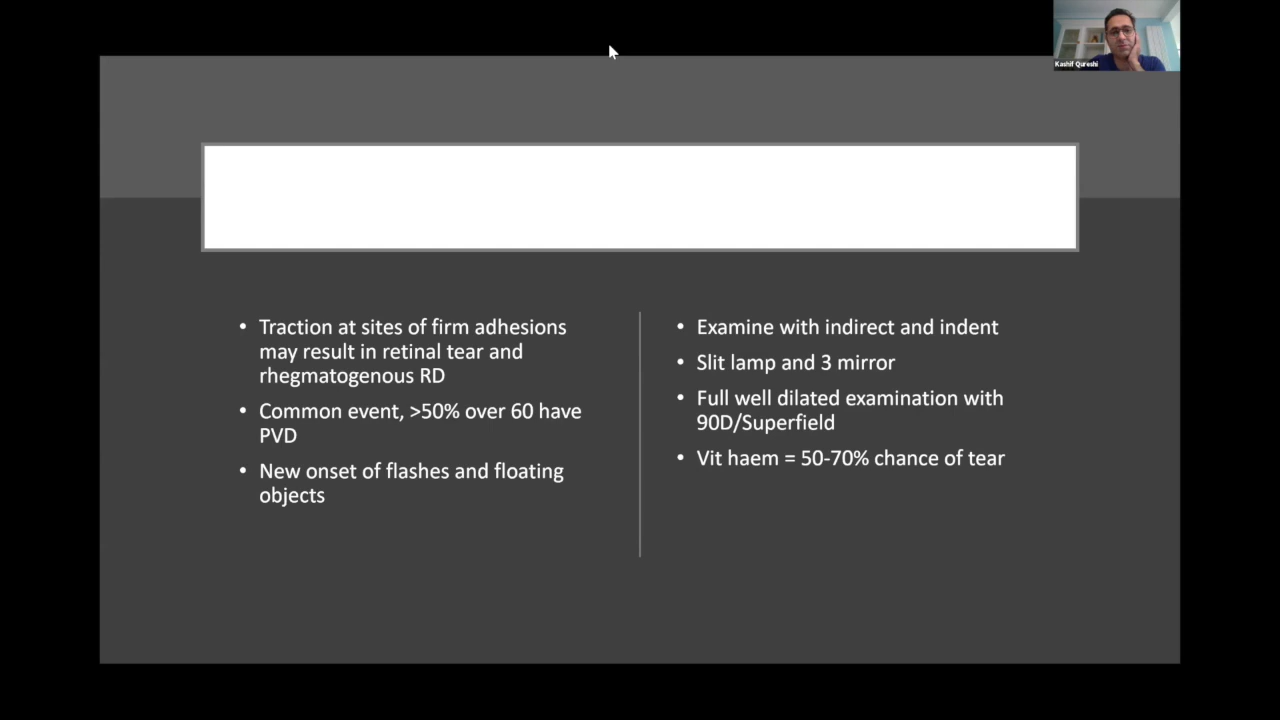 Kashif Qureshi
• Traction at sites of firm adhesions
may result in retinal tear and
rhegmatogenous RD
• Common event, >50% over 60 have
PVD
• New onset of flashes and floating
objects
• Examine with indirect and indent
• Slit lamp and 3 mirror
• Full well dilated examination with
90D/Superfield
• Vit haem = 50-70% chance of tear